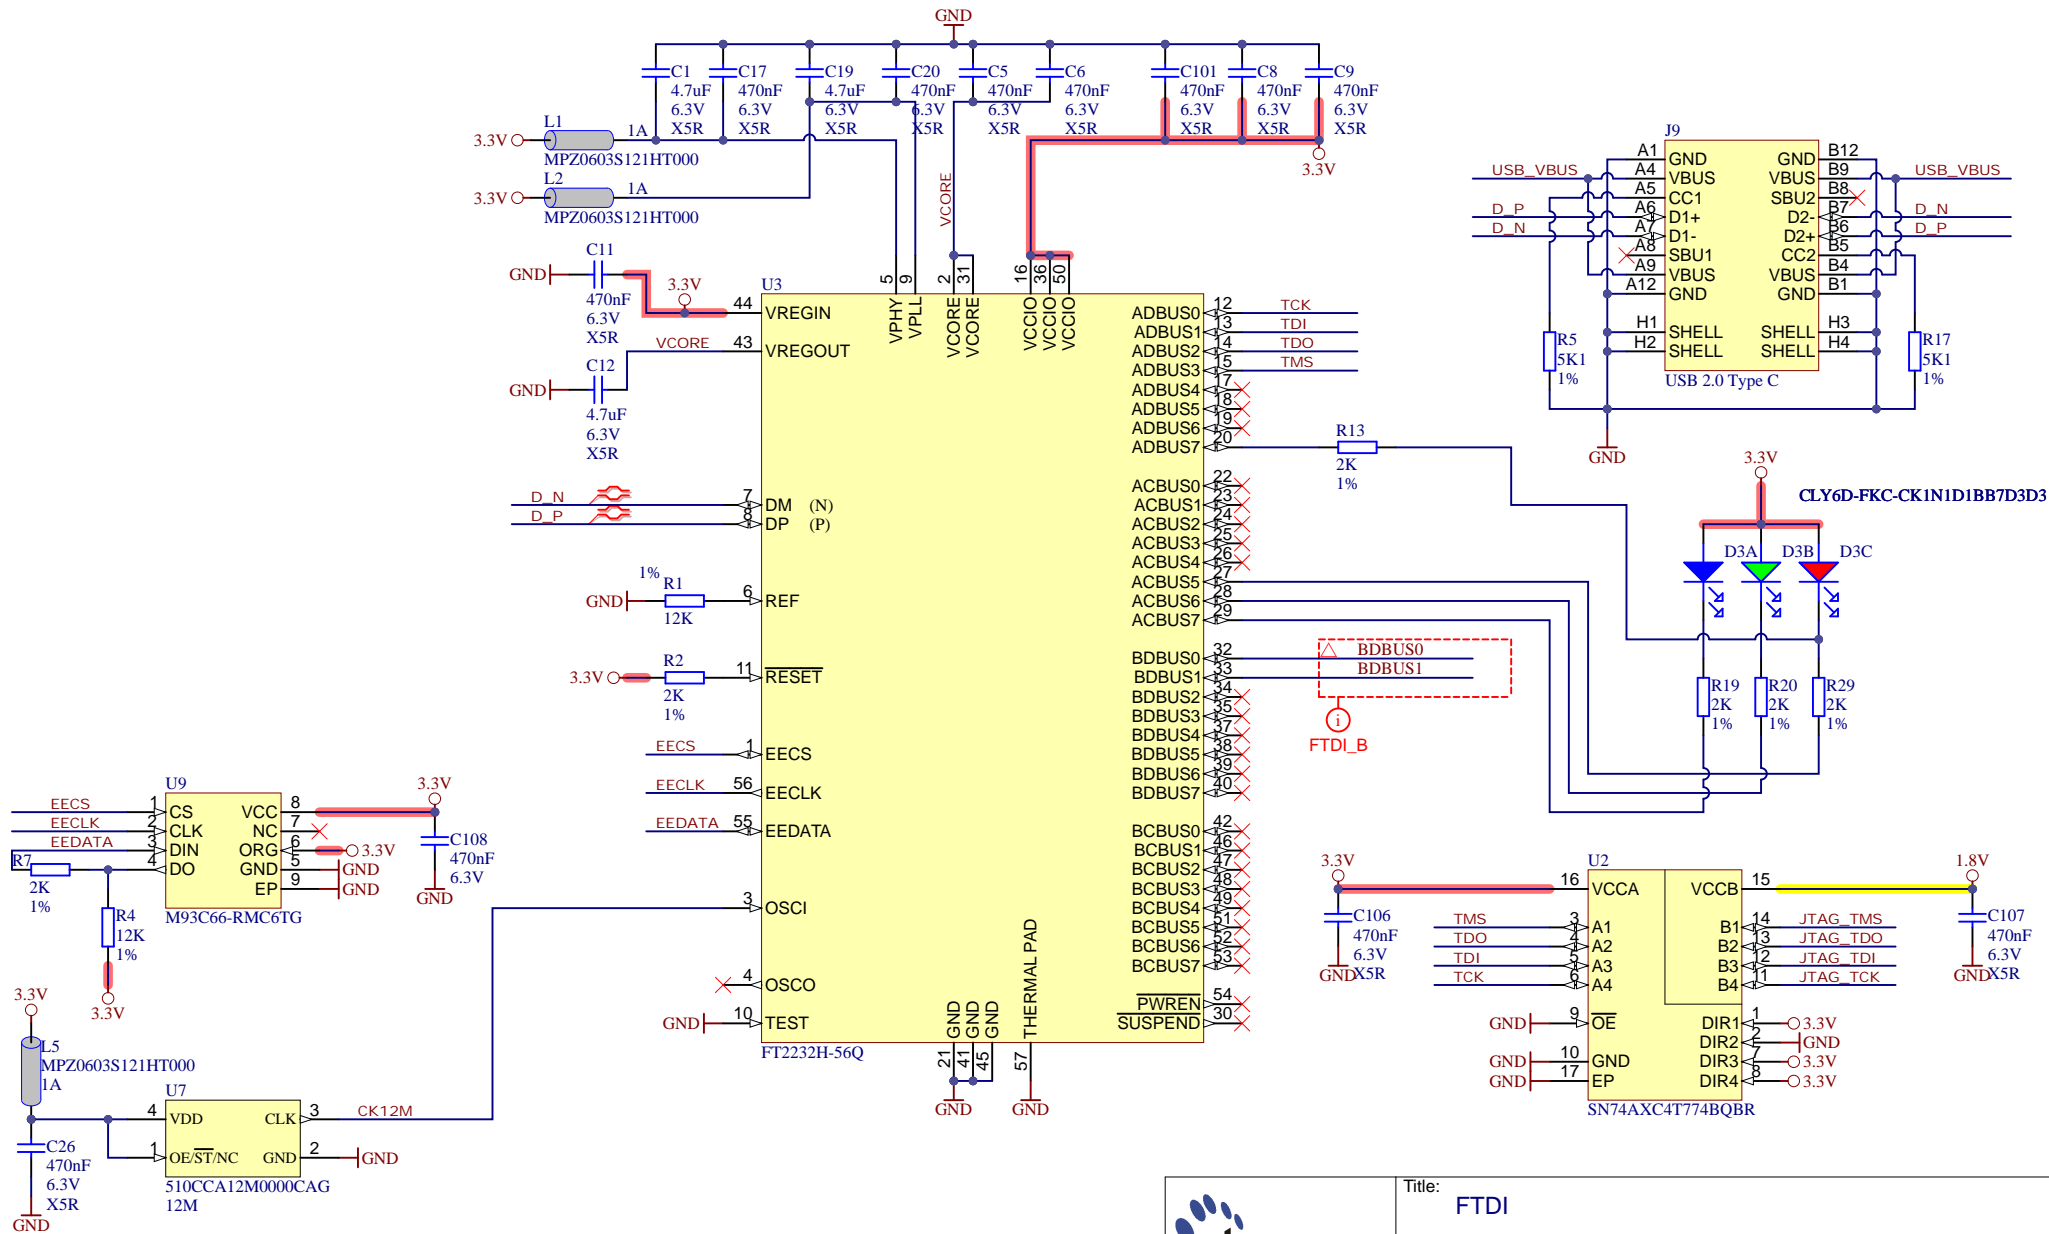 GND
C1
4.7uF
6.3V
X5R
C17
470nF
6.3V
X5R
C19
4.7uF
6.3V
X5R
C20
470nF
6.3V
X5R
C5
470nF
6.3V
X5R
C6
470nF
6.3V
X5R
C101
470nF
6.3V
X5R
C8
470nF
6.3V
X5R
C9
470nF
6.3V
X5R
3.3V
L1
1A
MPZ0603S121HT000
3.3V
L2
1A
MPZ0603S121HT000
3.3V
VCORE
GND
C11
470nF
6.3V
X5R
3.3V
GND
C12
4.7uF
6.3V
X5R
VCORE
D_N
D_P
1%
GND
R1
12K
3.3V
R2
2K
1%
EECS
EECLK
EEDATA
U3
44 VREGIN
43 VREGOUT
7 DM (N)
8 DP (P)
6 REF
11 RESET
1 EECS
56 EECLK
55 EEDATA
3 OSCI
4 OSCO
GND 10 TEST
FT2232H-56Q
5 VPHY
9 VPLL
2 VCORE
31 VCORE
16 VCCIO
36 VCCIO
50 VCCIO
ADBUS0 12 TCK
ADBUS1 13 TDI
ADBUS2 14 TDO
ADBUS3 15 TMS
ADBUS4 17
ADBUS5 18
ADBUS6 19
ADBUS7 20
ACBUS0 22
ACBUS1 23
ACBUS2 24
ACBUS3 25
ACBUS4 26
ACBUS5 27
ACBUS6 28
ACBUS7 29
BDBUS0 32 BDBUS0
BDBUS1 33 BDBUS1
BDBUS2 34
BDBUS3 35
BDBUS4 37
BDBUS5 38
BDBUS6 39
BDBUS7 40
BCBUS0 42
BCBUS1 46
BCBUS2 47
BCBUS3 48
BCBUS4 49
BCBUS5 51
BCBUS6 52
BCBUS7 53
PWREN 54
SUSPEND 30
GND 21
GND 41
GND 45
THERMAL PAD 57
GND
GND
i
FTDI_B
R13
2K
1%
J9
USB_VBUS
D_P
D_N
A1 GND
A4 VBUS
A5 CC1
A6 D1+
A7 D1-
A8 SBU1
A9 VBUS
A12 GND
H1 SHELL
H2 SHELL
GND B12
VBUS B9
SBU2 B8
D2- B7
D2+ B6
CC2 B5
VBUS B4
GND B1
SHELL H3
SHELL H4
USB_VBUS
D_N
D_P
USB 2.0 Type C
R5
5K1
1%
R17
5K1
1%
GND
3.3V
CLY6D-FKC-CK1N1D1BB7D3D3
D3A
D3B
D3C
R19
2K
1%
R20
2K
1%
R29
2K
1%
U9
EECS 1 CS
EECLK 2 CLK
EEDATA 3 DIN
4 DO
VCC 8
NC 7
ORG 6 3.3V
GND 5 GND
EP 9 GND
M93C66-RMC6TG
3.3V
C108
470nF
6.3V
GND
R7
2K
1%
R4
12K
1%
3.3V
3.3V
L5
MPZ0603S121HT000
1A
U7
4 VDD
1 OE/ST/NC
CLK 3 CK12M
GND 2 GND
510CCA12M0000CAG
12M
C26
470nF
6.3V
X5R
GND
3.3V
C106
470nF
6.3V
X5R
GND
U2
16 VCCA
TMS 3 A1
TDO 4 A2
TDI 5 A3
TCK 6 A4
GND 9 OE
GND 10 GND
GND 17 EP
VCCB 15
B1 14 JTAG_TMS
B2 13 JTAG_TDO
B3 12 JTAG_TDI
B4 11 JTAG_TCK
DIR1 1 3.3V
DIR2 2 GND
DIR3 7 3.3V
DIR4 8 3.3V
SN74AXC4T774BQBR
1.8V
C107
470nF
6.3V
X5R
GND
Title:
FTDI